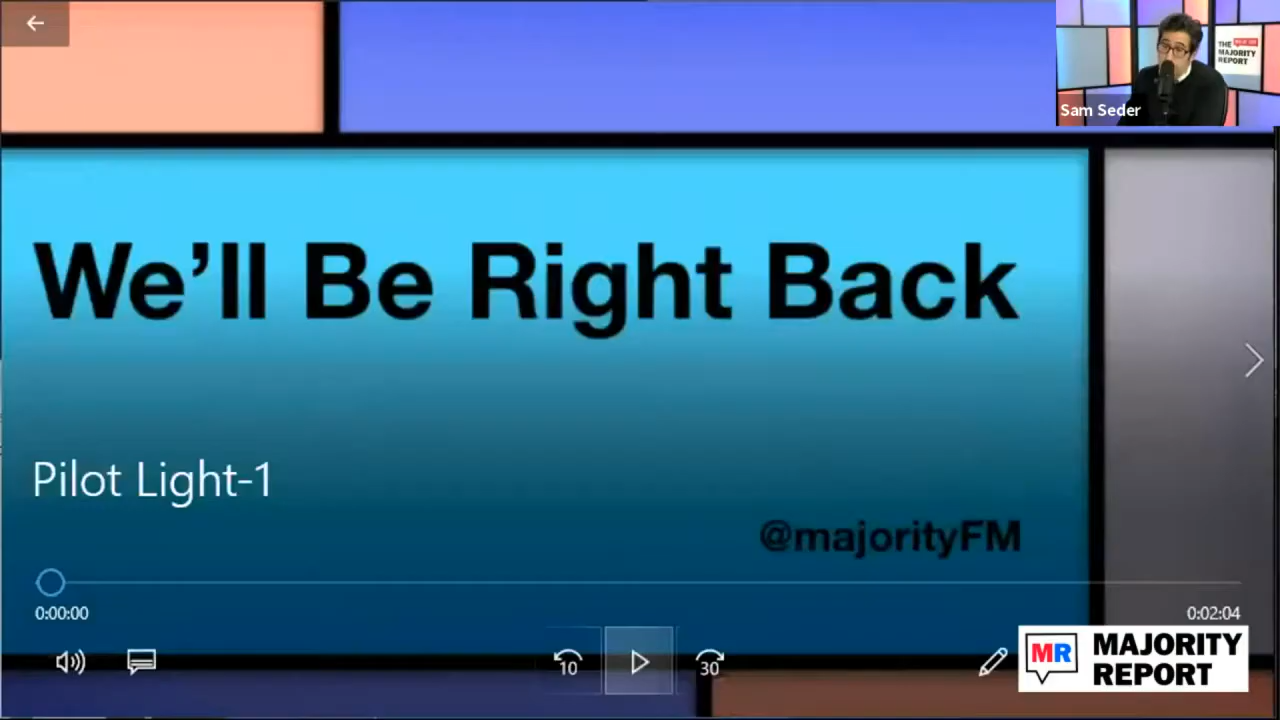 THE
MAJORITY
REPORT
Sam Seder
We'll Be Right Back
Pilot Light-1
@majorityFM
0:00:00
0:02:04
10
30
MR
MAJORITY
REPORT